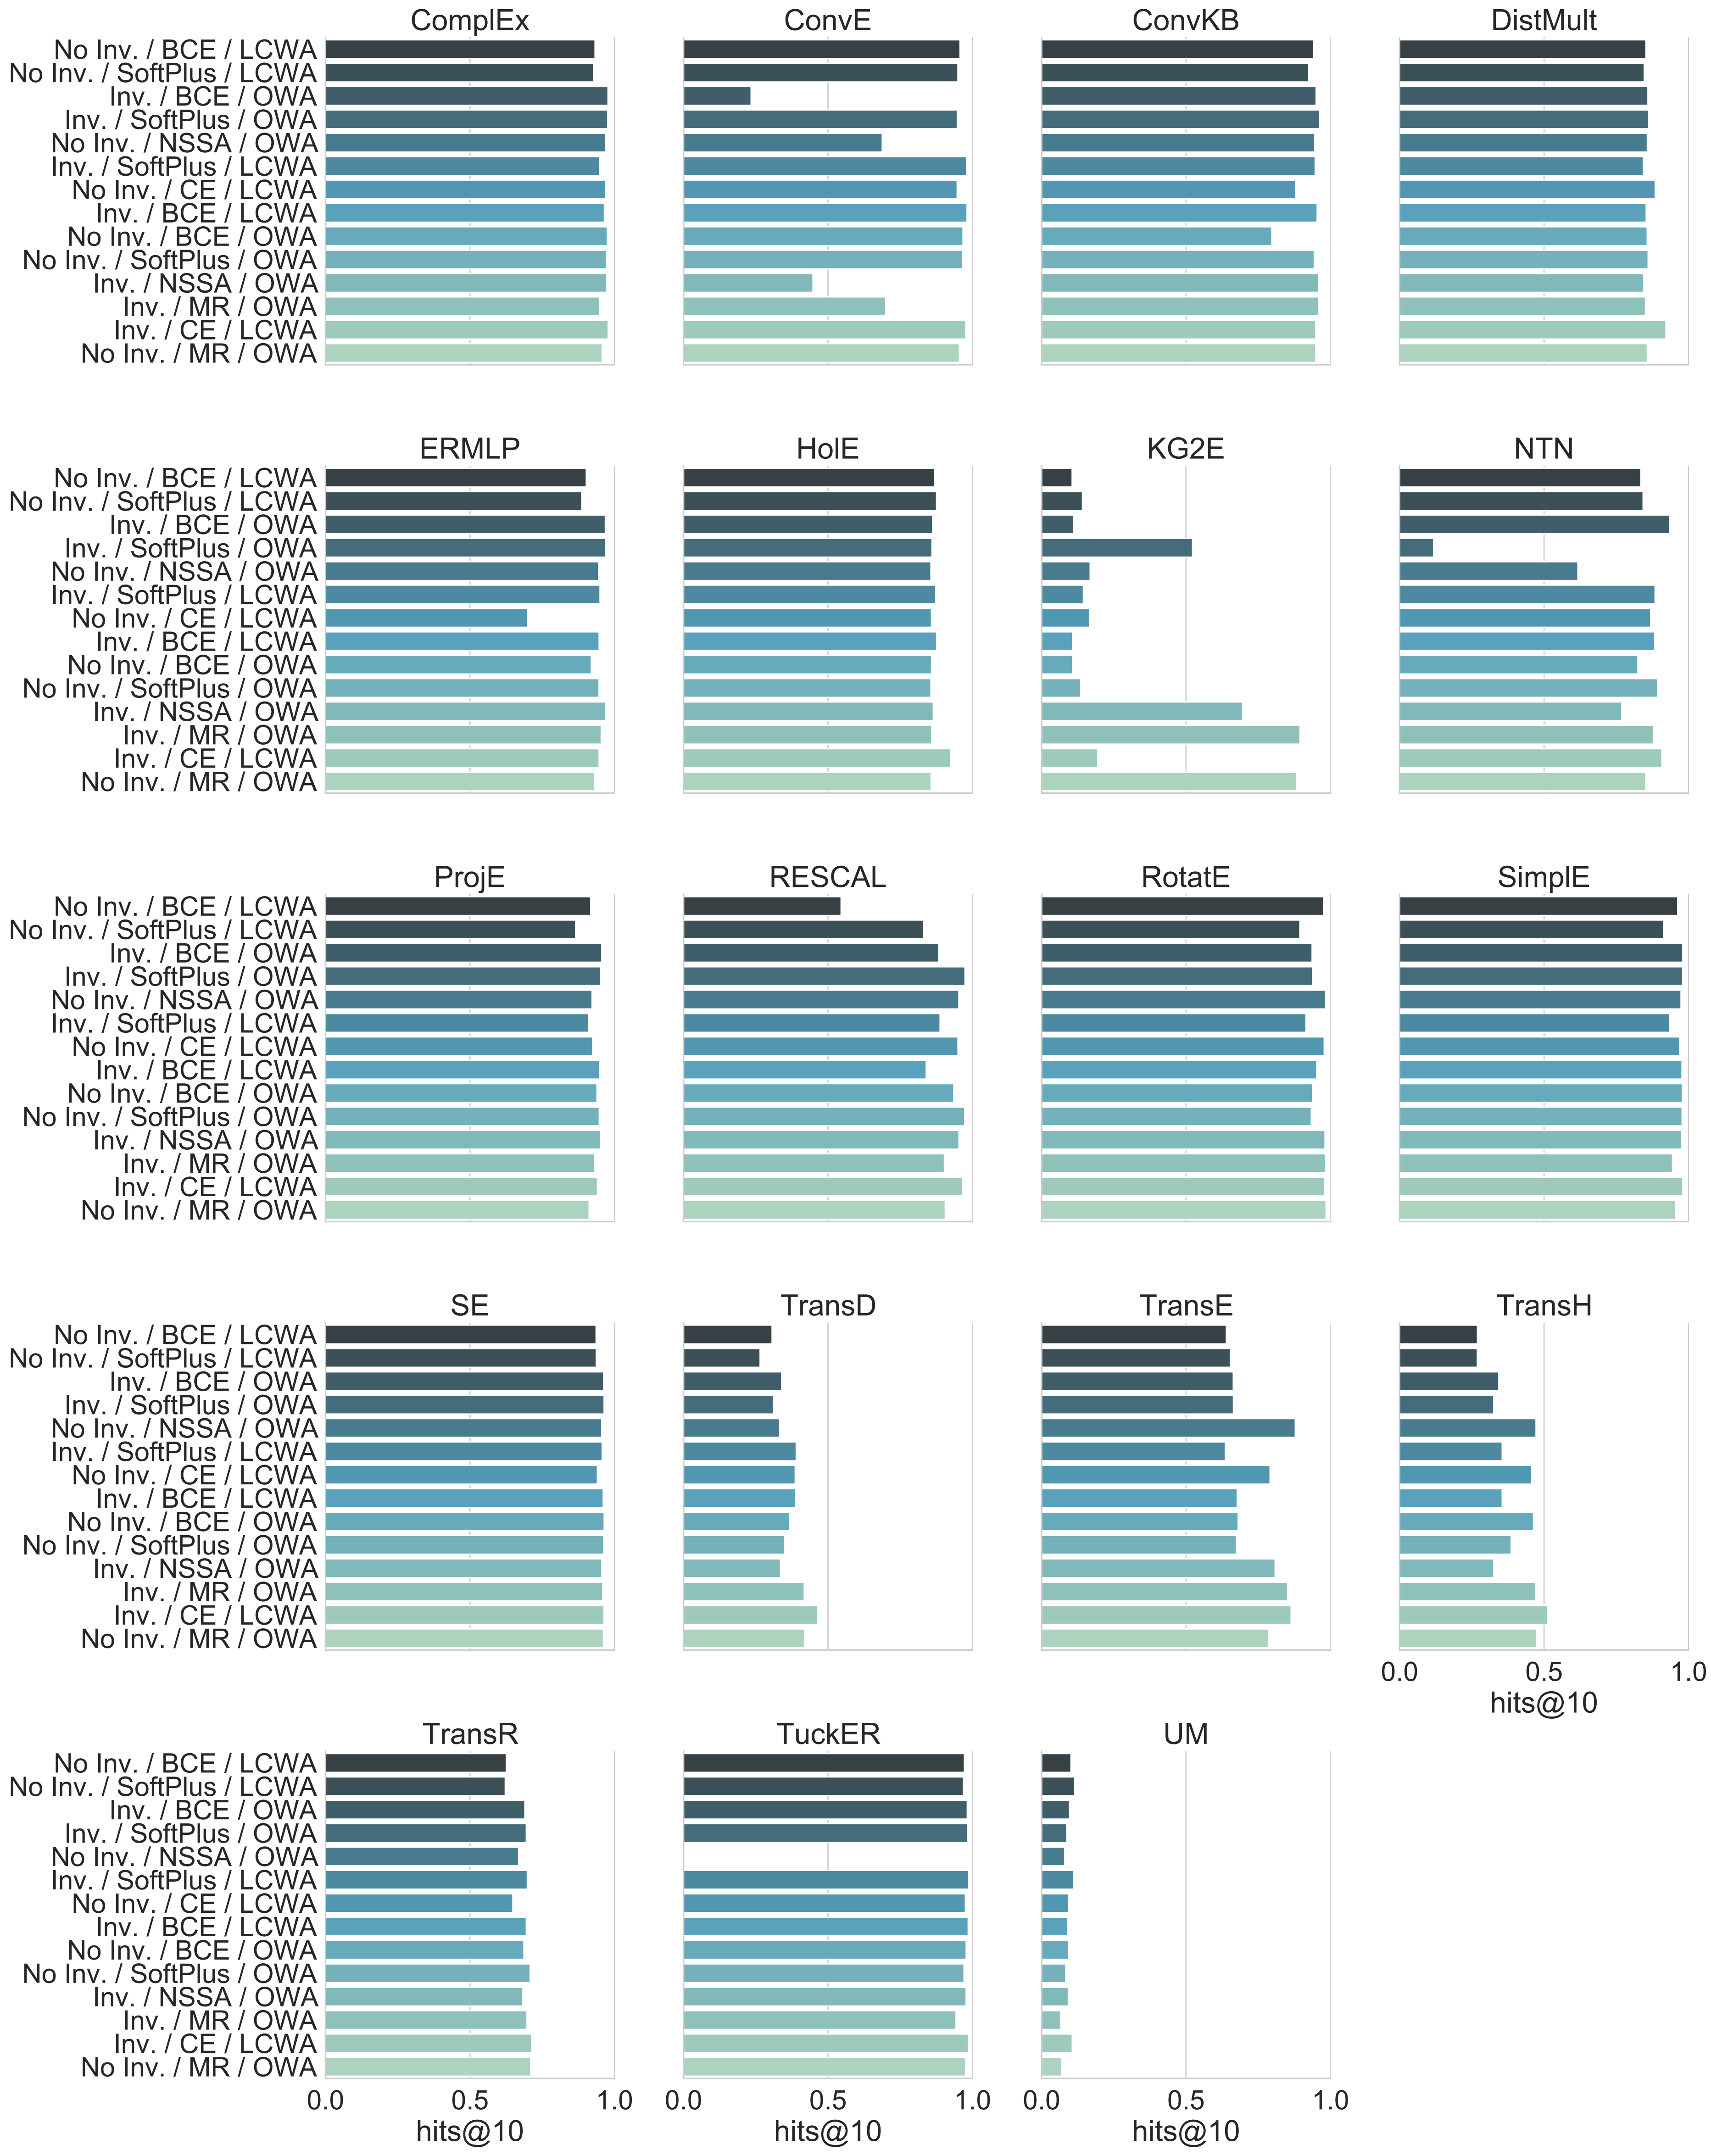 ComplEx ConvE ConvKB DistMult
No Inv. / BCE / LCWA
No Inv. / SoftPlus / LCWA
Inv. / BCE / OWA
Inv. / SoftPlus / OWA
No Inv. / NSSA / OWA
Inv. / SoftPlus / LCWA
No Inv. / CE / LCWA
Inv. / BCE / LCWA
No Inv. / BCE / OWA
No Inv. / SoftPlus / OWA
Inv. / NSSA / OWA
Inv. / MR / OWA
Inv. / CE / LCWA
No Inv. / MR / OWA
ERMLP HolE KG2E NTN
No Inv. / BCE / LCWA
No Inv. / SoftPlus / LCWA
Inv. / BCE / OWA
Inv. / SoftPlus / OWA
No Inv. / NSSA / OWA
Inv. / SoftPlus / LCWA
No Inv. / CE / LCWA
Inv. / BCE / LCWA
No Inv. / BCE / OWA
No Inv. / SoftPlus / OWA
Inv. / NSSA / OWA
Inv. / MR / OWA
Inv. / CE / LCWA
No Inv. / MR / OWA
ProjE RESCAL RotatE SimplE
No Inv. / BCE / LCWA
No Inv. / SoftPlus / LCWA
Inv. / BCE / OWA
Inv. / SoftPlus / OWA
No Inv. / NSSA / OWA
Inv. / SoftPlus / LCWA
No Inv. / CE / LCWA
Inv. / BCE / LCWA
No Inv. / BCE / OWA
No Inv. / SoftPlus / OWA
Inv. / NSSA / OWA
Inv. / MR / OWA
Inv. / CE / LCWA
No Inv. / MR / OWA
SE TransD TransE TransH
No Inv. / BCE / LCWA
No Inv. / SoftPlus / LCWA
Inv. / BCE / OWA
Inv. / SoftPlus / OWA
No Inv. / NSSA / OWA
Inv. / SoftPlus / LCWA
No Inv. / CE / LCWA
Inv. / BCE / LCWA
No Inv. / BCE / OWA
No Inv. / SoftPlus / OWA
Inv. / NSSA / OWA
Inv. / MR / OWA
Inv. / CE / LCWA
No Inv. / MR / OWA
0.0 0.5 1.0
hits@10
TransR TuckER UM
No Inv. / BCE / LCWA
No Inv. / SoftPlus / LCWA
Inv. / BCE / OWA
Inv. / SoftPlus / OWA
No Inv. / NSSA / OWA
Inv. / SoftPlus / LCWA
No Inv. / CE / LCWA
Inv. / BCE / LCWA
No Inv. / BCE / OWA
No Inv. / SoftPlus / OWA
Inv. / NSSA / OWA
Inv. / MR / OWA
Inv. / CE / LCWA
No Inv. / MR / OWA
0.0 0.5 1.0 0.0 0.5 1.0 0.0 0.5 1.0
hits@10 hits@10 hits@10